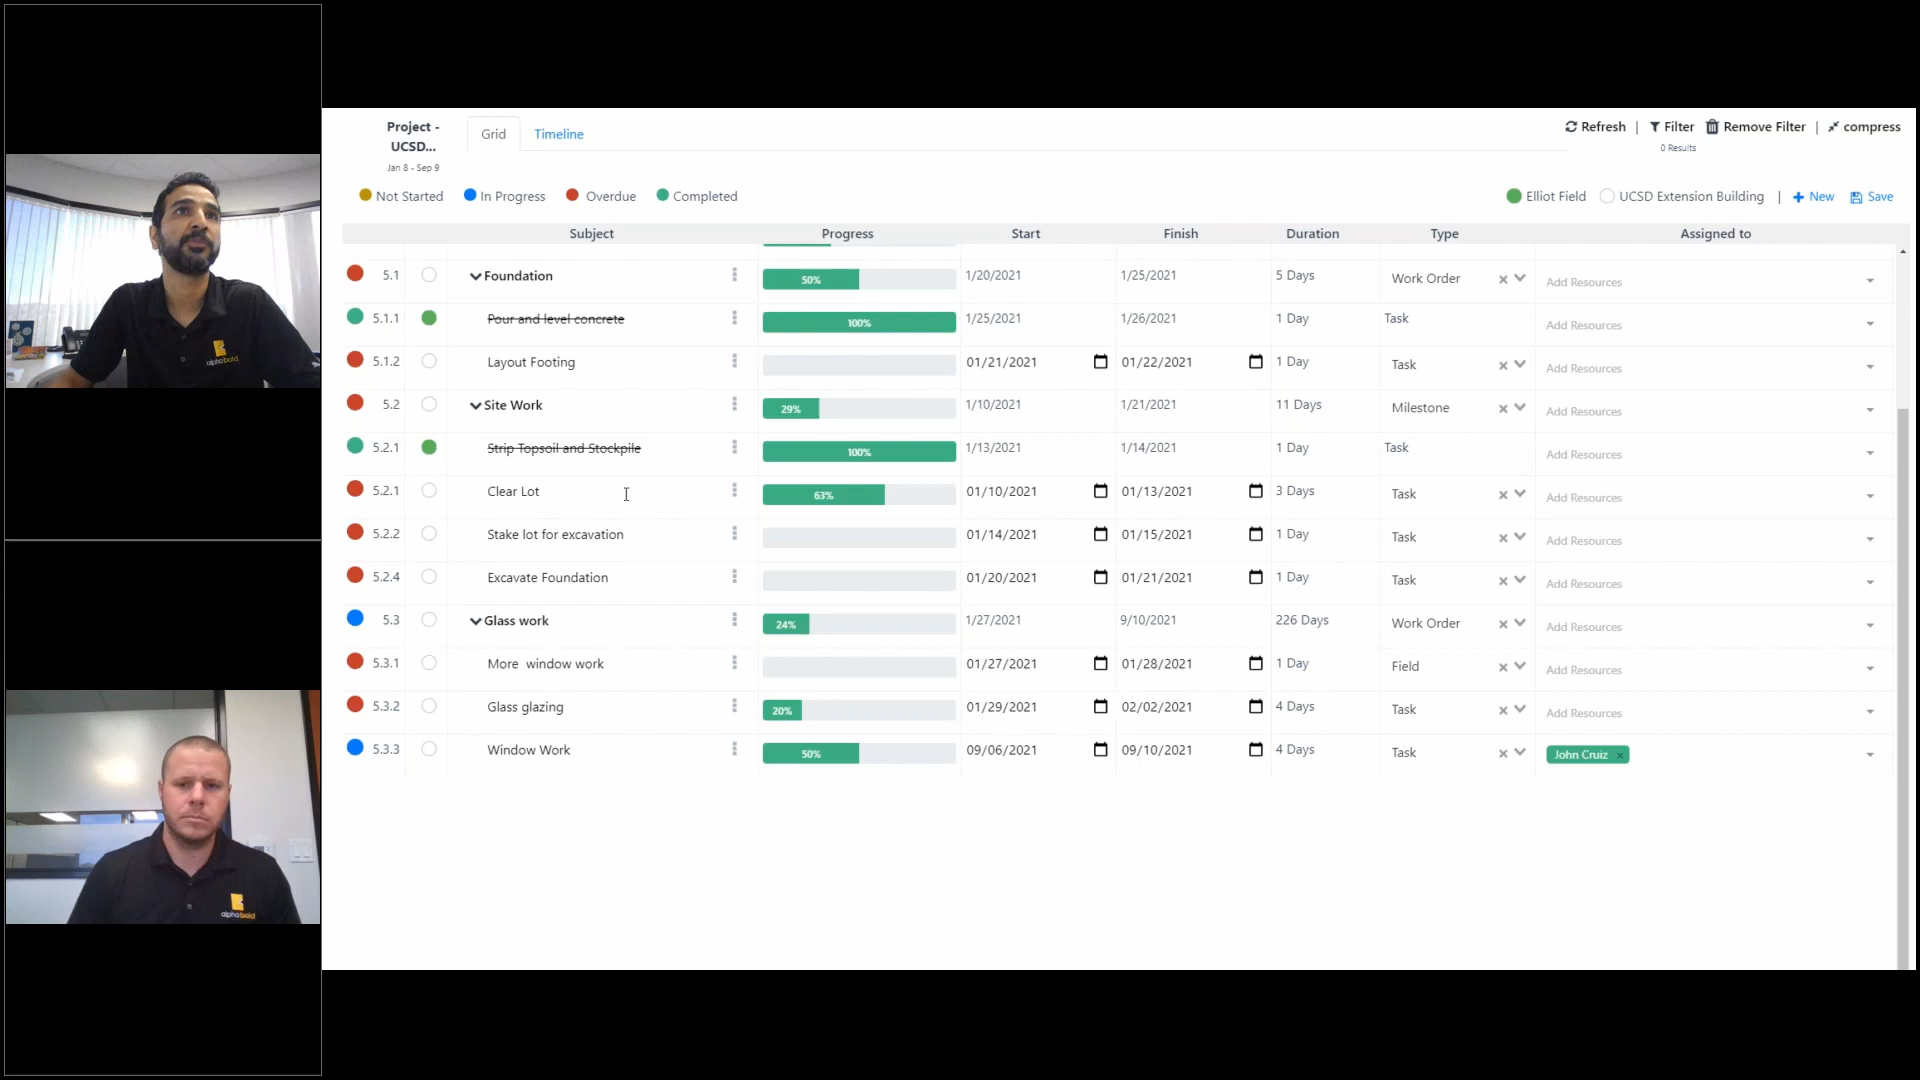 Project -
UCSD...
Jan 8 - Sep 9
Grid Timeline
Refresh | Filter Remove Filter | compress
0 Results
Not Started In Progress Overdue Completed
Elliot Field UCSD Extension Building | + New Save
Subject Progress Start Finish Duration Type Assigned to
5.1 Foundation 50% 1/20/2021 1/25/2021 5 Days Work Order Add Resources
5.1.1 Pour and level concrete 100% 1/25/2021 1/26/2021 1 Day Task Add Resources
5.1.2 Layout Footing 01/21/2021 01/22/2021 1 Day Task Add Resources
5.2 Site Work 29% 1/10/2021 1/21/2021 11 Days Milestone Add Resources
5.2.1 Strip Topsoil and Stockpile 100% 1/13/2021 1/14/2021 1 Day Task Add Resources
5.2.1 Clear Lot 63% 01/10/2021 01/13/2021 3 Days Task Add Resources
5.2.2 Stake lot for excavation 01/14/2021 01/15/2021 1 Day Task Add Resources
5.2.4 Excavate Foundation 01/20/2021 01/21/2021 1 Day Task Add Resources
5.3 Glass work 24% 1/27/2021 9/10/2021 226 Days Work Order Add Resources
5.3.1 More window work 01/27/2021 01/28/2021 1 Day Field Add Resources
5.3.2 Glass glazing 20% 01/29/2021 02/02/2021 4 Days Task Add Resources
5.3.3 Window Work 50% 09/06/2021 09/10/2021 4 Days Task John Cruiz ×
alphabold
alphabold